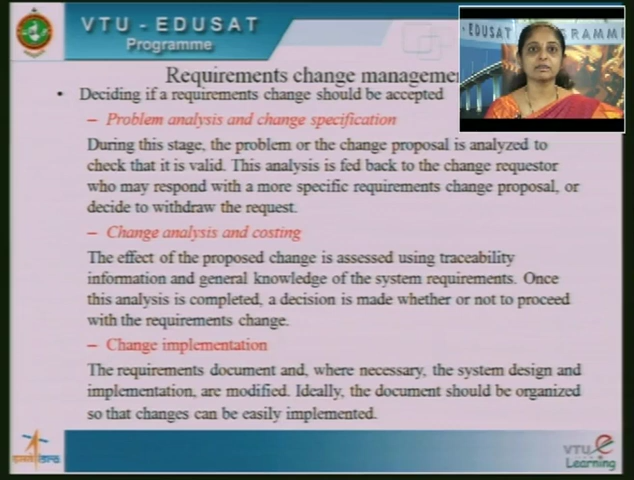 VTU - EDUSAT
Programme
- EDUSAT PROGRAMME
Requirements change
• Deciding if a requirements change should be accepted
– Problem analysis and change specification
During this stage, the problem or the change proposal is analyzed to
check that it is valid. This analysis is fed back to the change requestor
who may respond with a more specific requirements change proposal, or
decide to withdraw the request.
– Change analysis and costing
The effect of the proposed change is assessed using traceability
information and general knowledge of the system requirements. Once
this analysis is completed, a decision is made whether or not to proceed
with the requirements change.
– Change implementation
The requirements document and, where necessary, the system design and
implementation, are modified. Ideally, the document should be organized
so that changes can be easily implemented.
VTU e
Learning